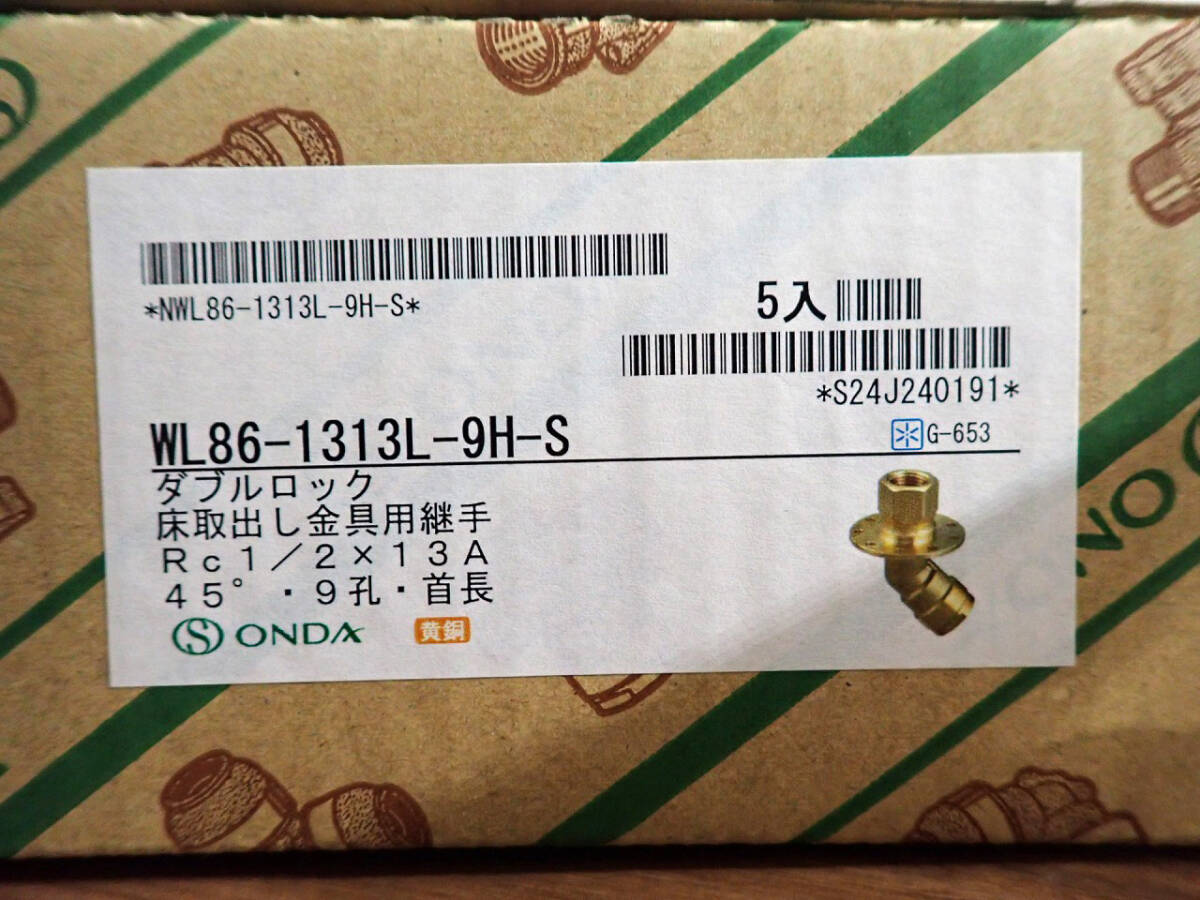 *NWL86-1313L-9H-S*
5入
*S24J240191*
WL86-1313L-9H-S
G-653
ダブルロック
床取出し金具用継手
Rc1/2×13A
45°・9孔・首長
S ONDA 黄銅